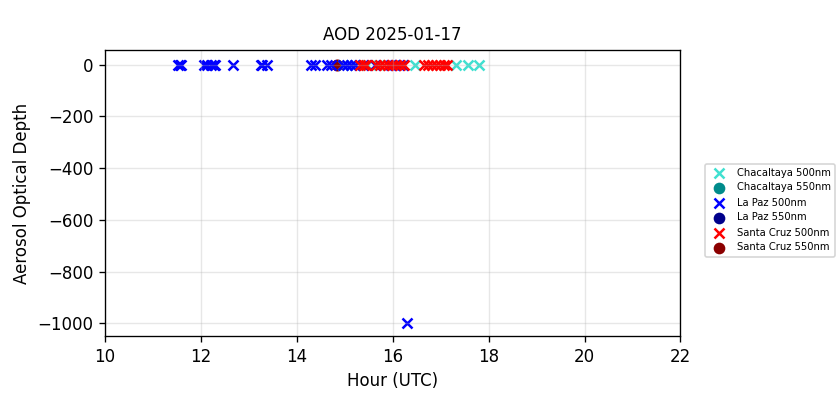 AOD 2025-01-17
Aerosol Optical Depth
0
−200
−400
−600
−800
−1000
10 12 14 16 18 20 22
Hour (UTC)
Chacaltaya 500nm
Chacaltaya 550nm
La Paz 500nm
La Paz 550nm
Santa Cruz 500nm
Santa Cruz 550nm